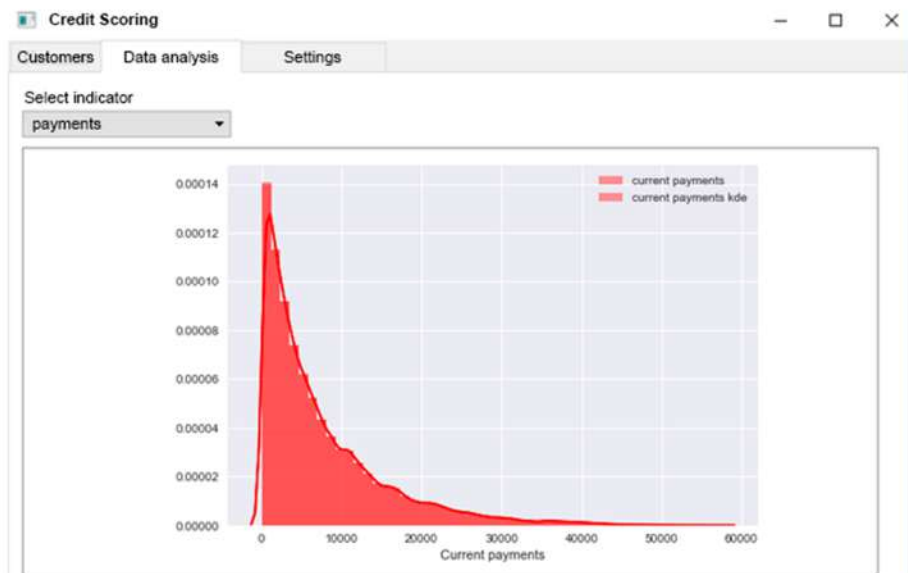 Credit Scoring
Customers Data analysis Settings
Select indicator
payments
current payments
current payments kde
0.00014
0.00012
0.00010
0.00008
0.00006
0.00004
0.00002
0.00000
0 10000 20000 30000 40000 50000 60000
Current payments